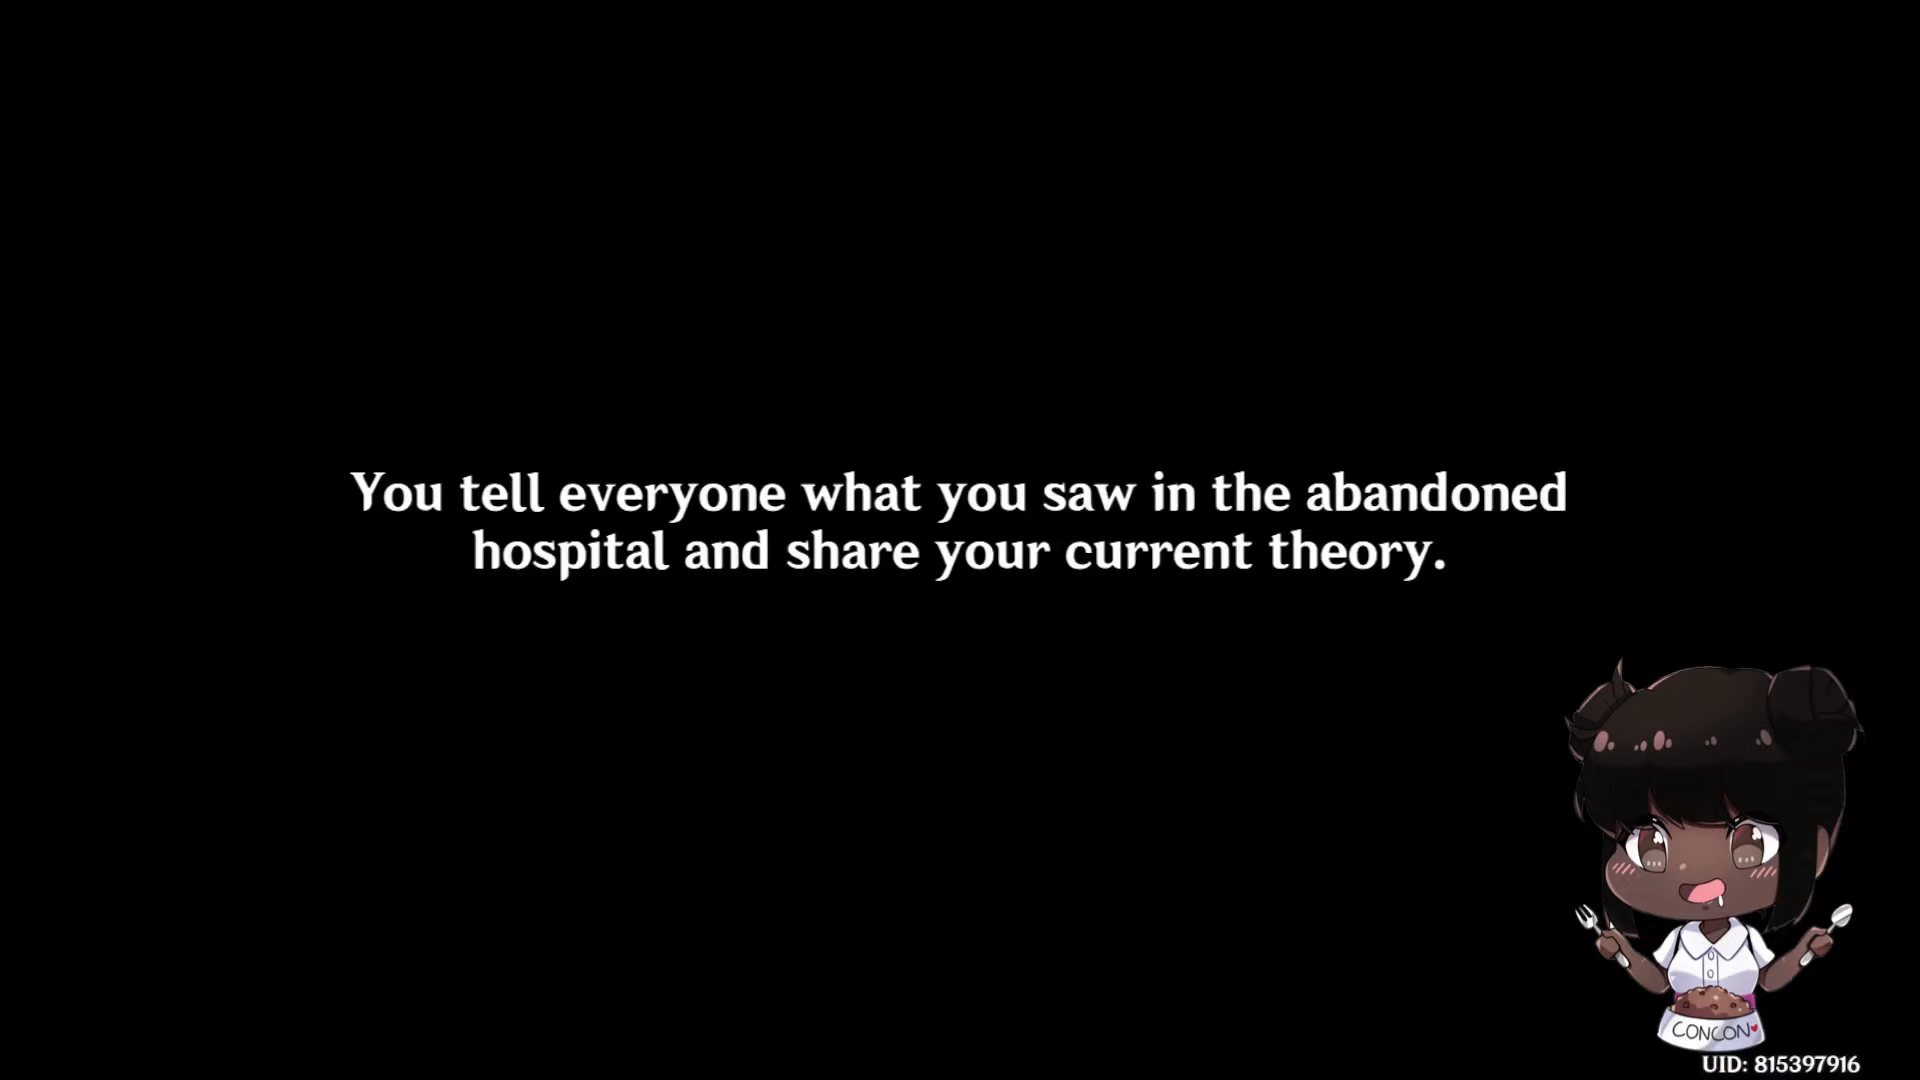 You tell everyone what you saw in the abandoned
hospital and share your current theory.
CONCON
UID: 815397916